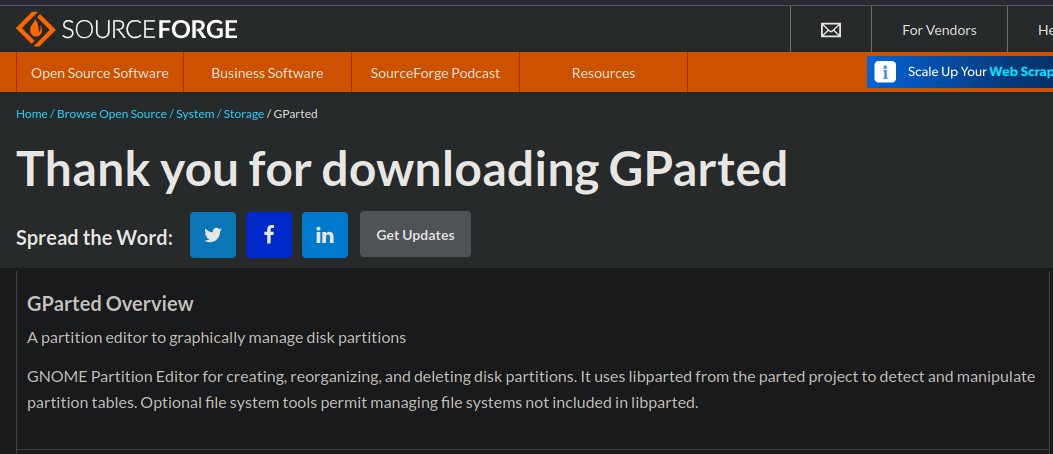 SOURCEFORGE
For Vendors
He
Open Source Software
Business Software
SourceForge Podcast
Resources
i
Scale Up Your Web Scrap
Home / Browse Open Source / System / Storage / GParted
Thank you for downloading GParted
Spread the Word:
f
in
Get Updates
GParted Overview
A partition editor to graphically manage disk partitions
GNOME Partition Editor for creating, reorganizing, and deleting disk partitions. It uses libparted from the parted project to detect and manipulate
partition tables. Optional file system tools permit managing file systems not included in libparted.